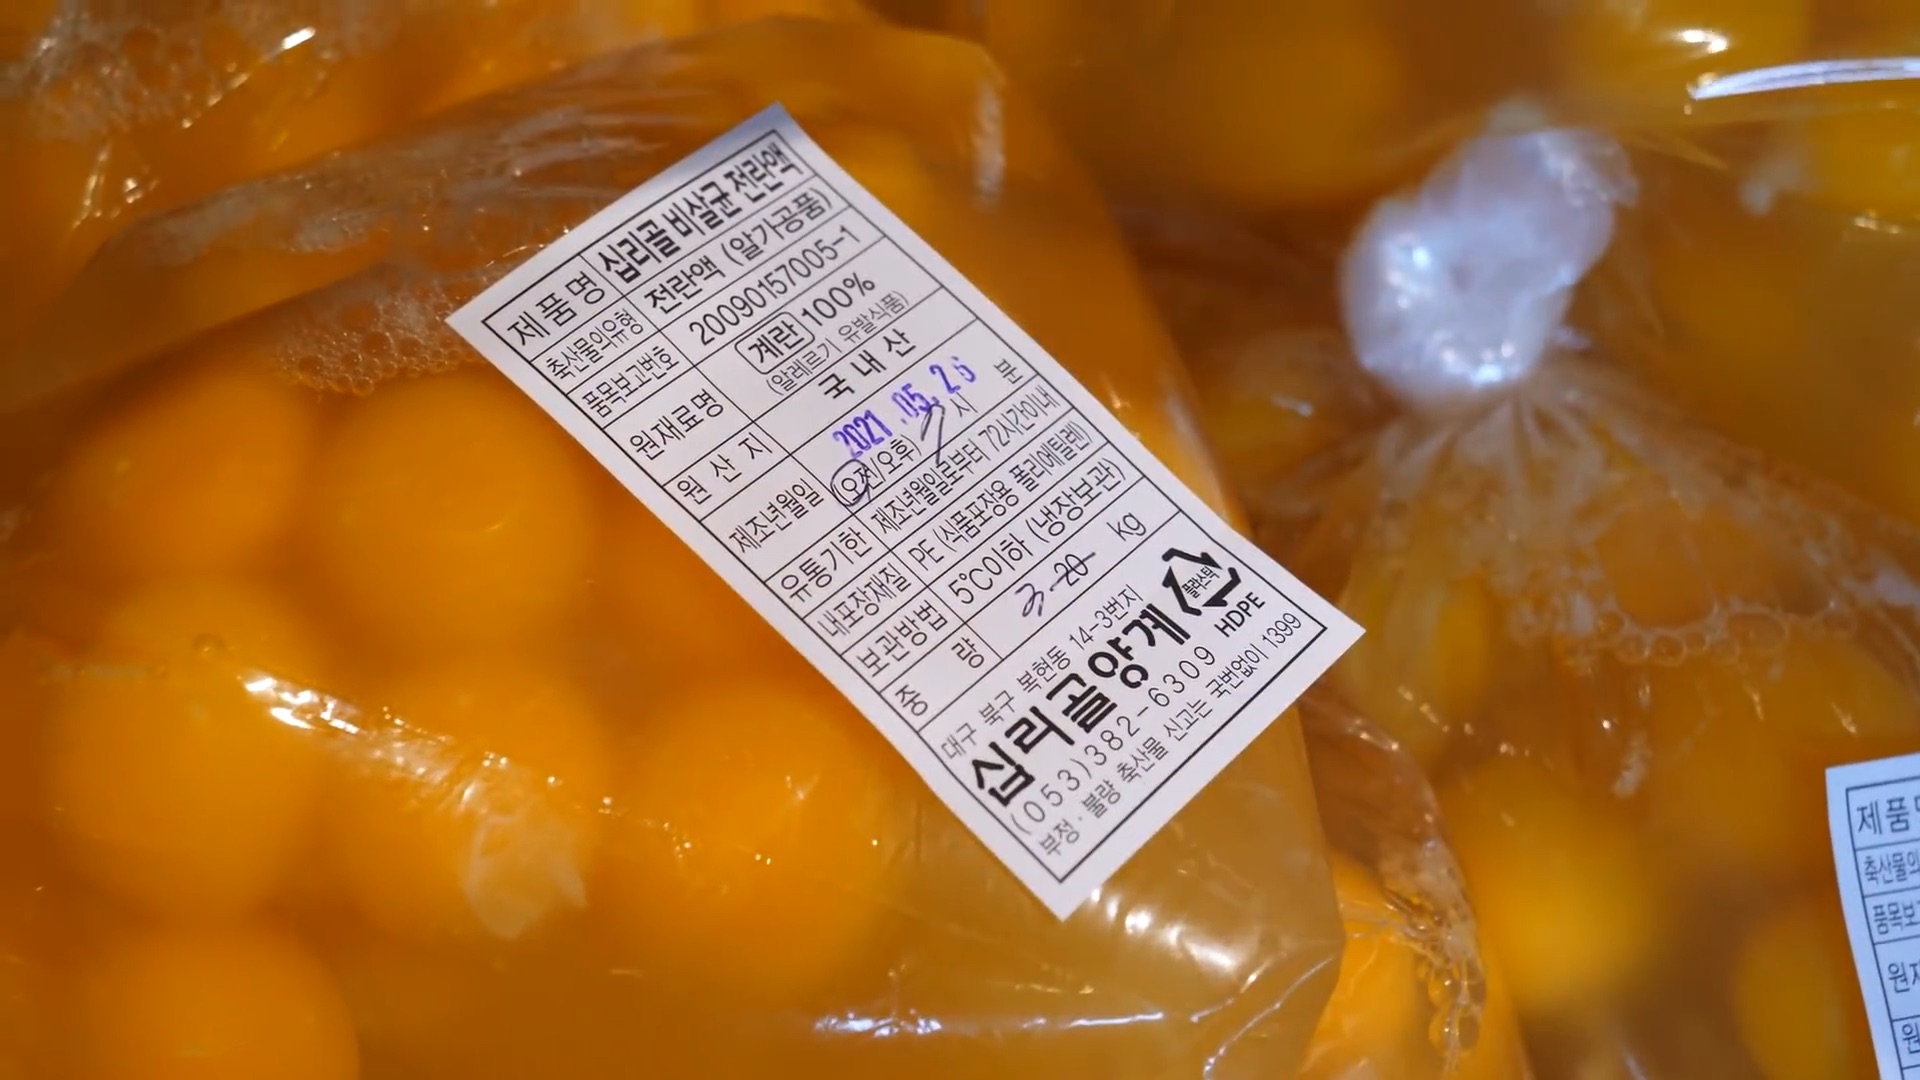 제품명 십리골 비살균 전란액
축산물의유형 전란액 (알가공품)
품목보고번호 20090157005-1
원재료명 계란 100%
(알레르기 유발식품)
원산지 국내산
제조년월일 2021.05.26
(오전/오후) 7 시 분
유통기한 제조년월일로부터 72시간이내
내포장재질 PE (식품포장용 폴리에틸렌)
보관방법 5℃이하 (냉장보관)
중량 20 kg
대구 북구 복현동 14-3번지
십리골양계 플라스틱
HDPE
(053)382-6309
부정·불량 축산물 신고는 국번없이 1399
제품
축산물의
품목보